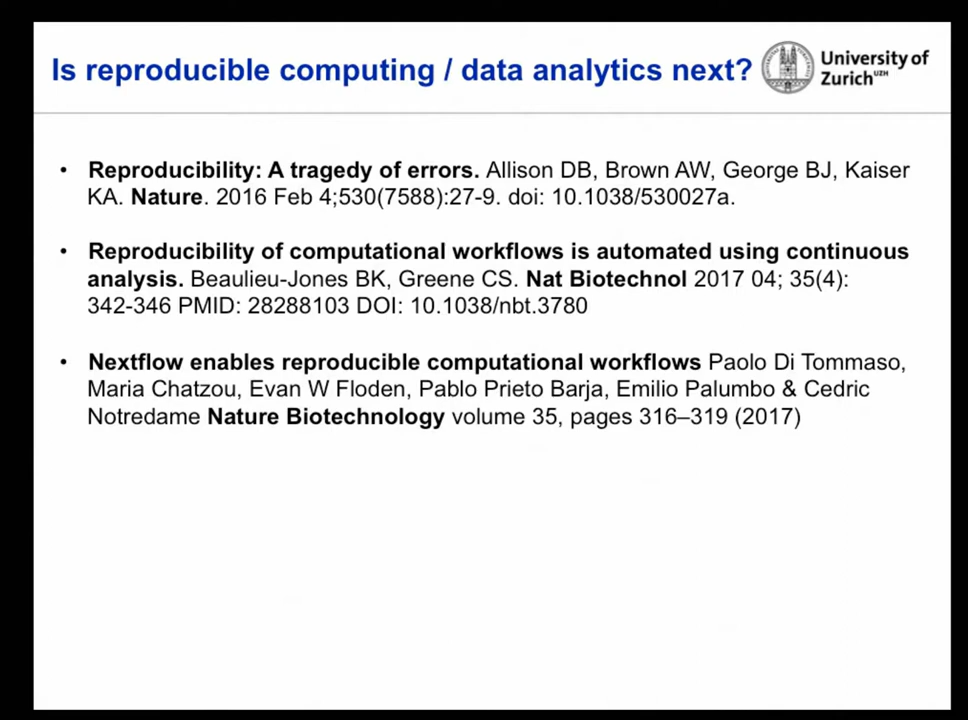 Is reproducible computing / data analytics next?
University of
Zurich UZH
• Reproducibility: A tragedy of errors. Allison DB, Brown AW, George BJ, Kaiser
KA. Nature. 2016 Feb 4;530(7588):27-9. doi: 10.1038/530027a.
• Reproducibility of computational workflows is automated using continuous
analysis. Beaulieu-Jones BK, Greene CS. Nat Biotechnol 2017 04; 35(4):
342-346 PMID: 28288103 DOI: 10.1038/nbt.3780
• Nextflow enables reproducible computational workflows Paolo Di Tommaso,
Maria Chatzou, Evan W Floden, Pablo Prieto Barja, Emilio Palumbo & Cedric
Notredame Nature Biotechnology volume 35, pages 316–319 (2017)